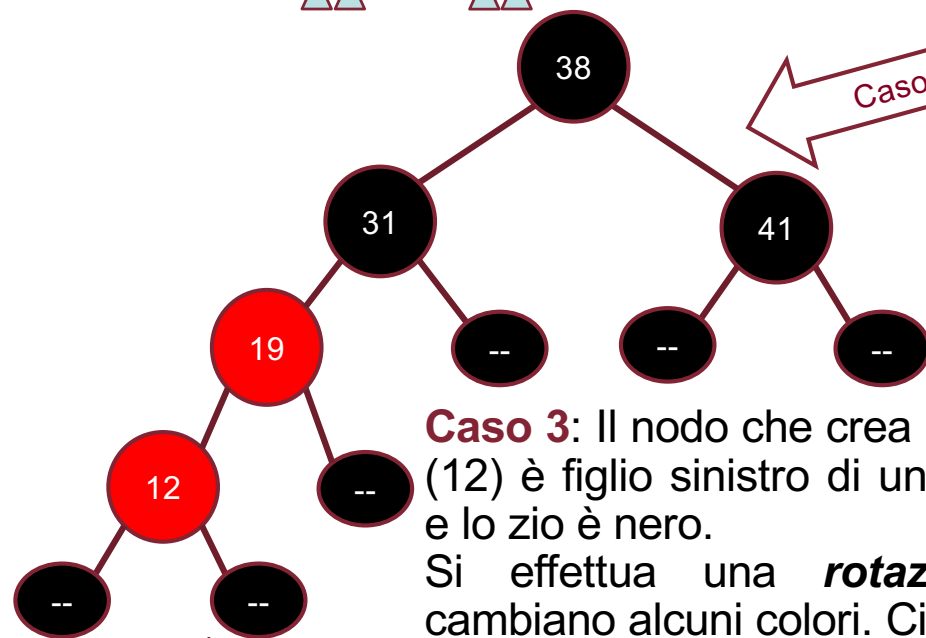 38
Caso
31
41
19
--
--
--
Caso 3: Il nodo che crea
12
--
(12) è figlio sinistro di un
e lo zio è nero.
Si effettua una
--
--
cambiano alcuni colori.